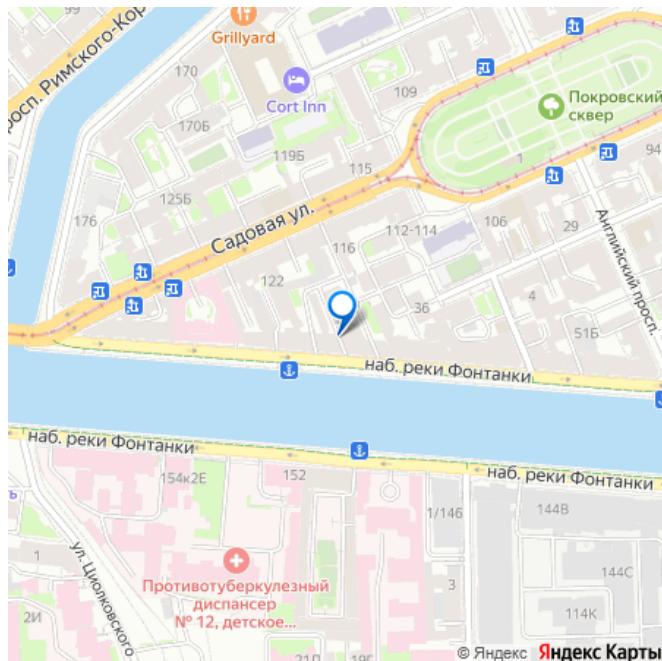 99
просп. Римского-Кор
Grillyard
170
Cort Inn
109
Покровский
сквер
170Б
119Б
115
1
94
125Б
176
Садовая ул.
116
112-114
106
29
Английский просп.
122
36
4
51Б
наб. реки Фонтанки
наб. реки Фонтанки
наб. реки Фонтанки
154к2Е
152
1/146
144В
ул. Циолковского
1
Противотуберкулезный
диспансер
№ 12, детское...
3
144С
2И
114К
21Л
19Б
© Яндекс Яндекс Карты